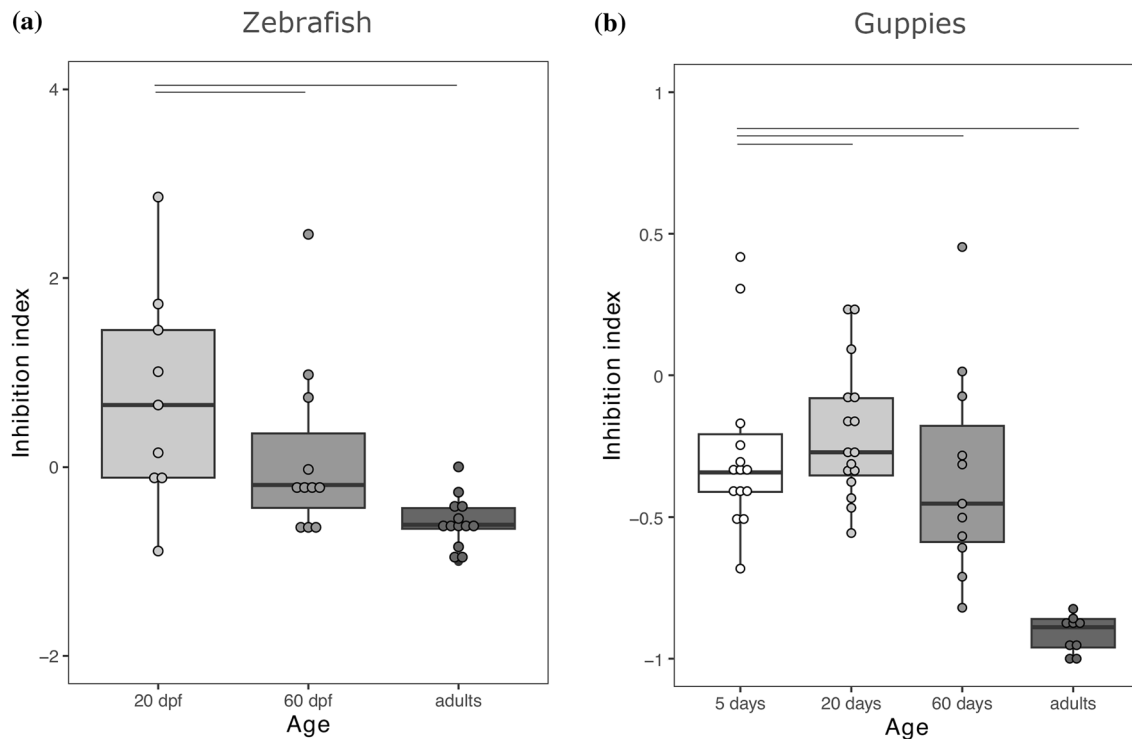 (a)
Zebrafish
4
2
0
−2
Inhibition index
20 dpf
60 dpf
adults
Age
(b)
Guppies
1
0.5
0
−0.5
−1
Inhibition index
5 days
20 days
60 days
adults
Age